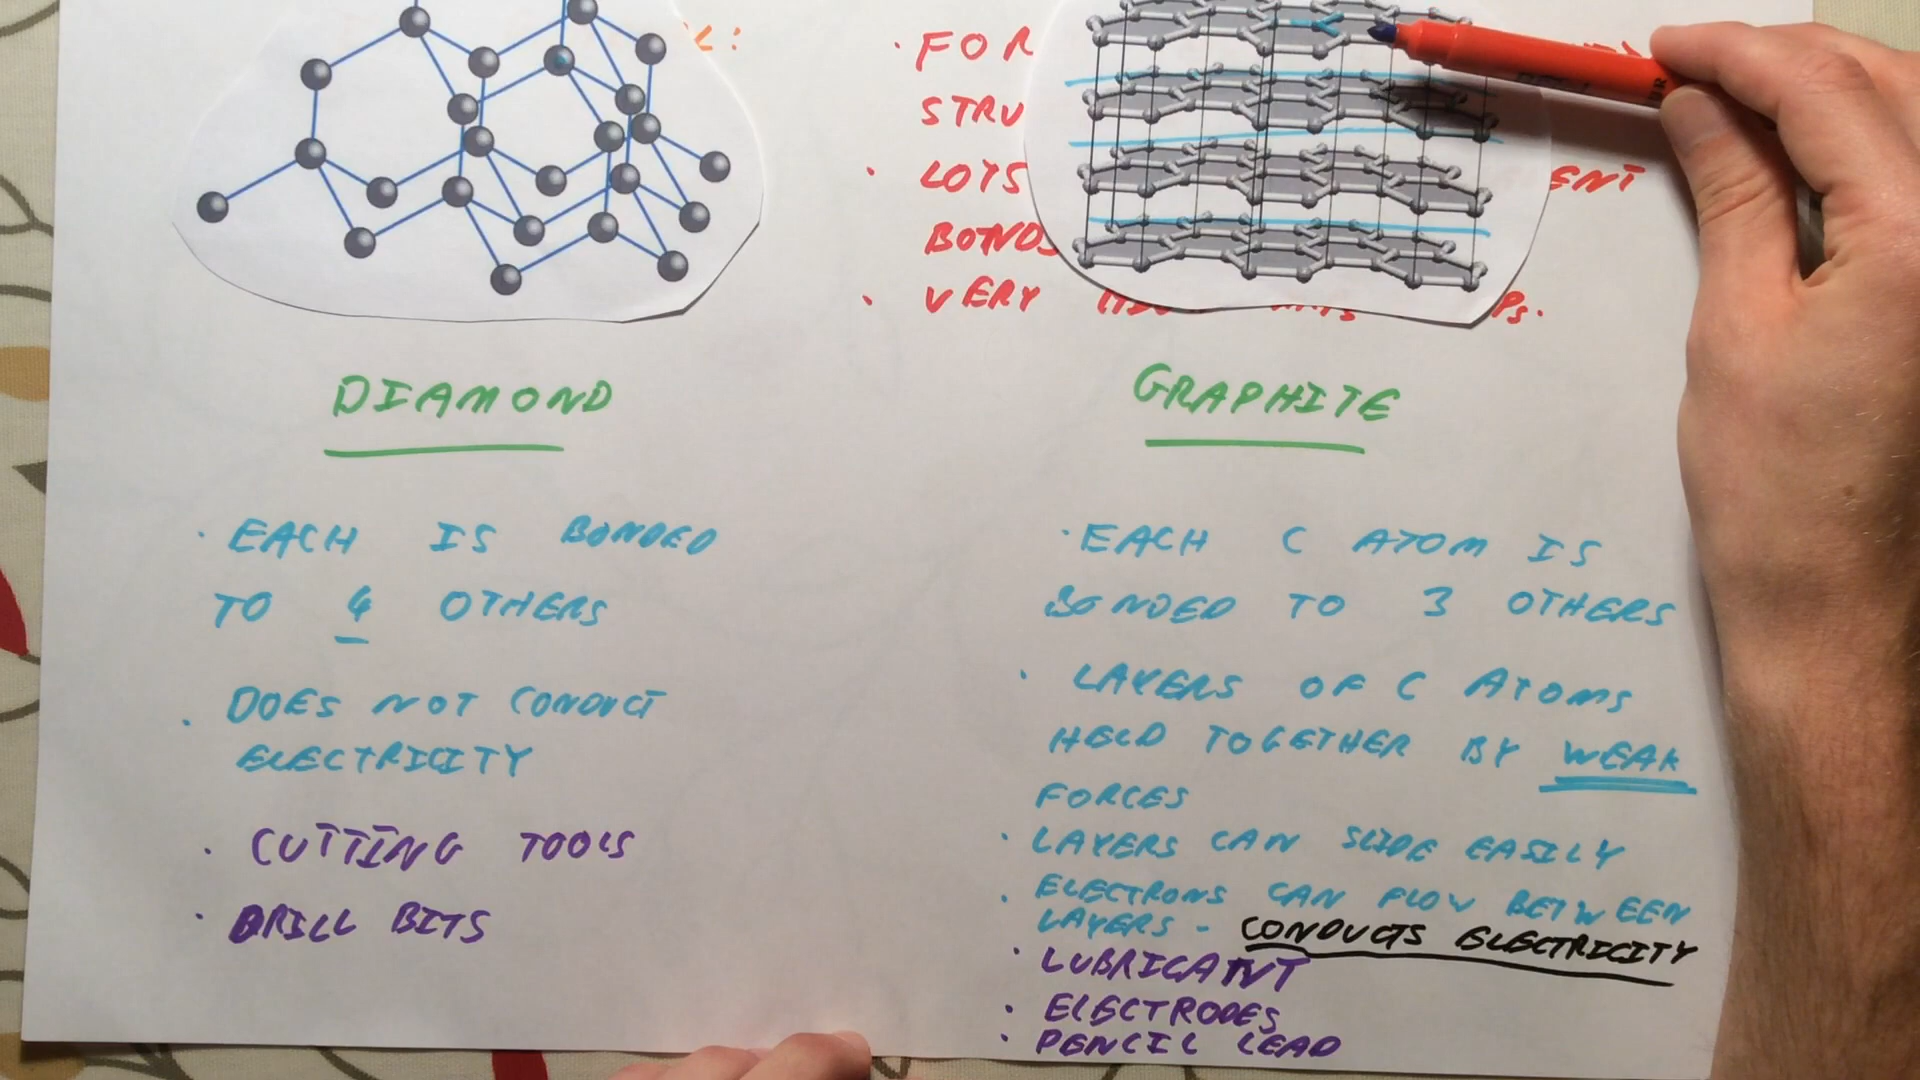 · FOR
STRU
· LOTS ENT
BONDS
· VERY Ps.
DIAMOND
· EACH IS BONDED
TO 4 OTHERS
· DOES NOT CONDUCT
ELECTRICITY
· CUTTING TOOLS
· DRILL BITS
GRAPHITE
· EACH C ATOM IS
BONDED TO 3 OTHERS
· LAYERS OF C ATOMS
HELD TOGETHER BY WEAK
FORCES
· LAYERS CAN SLIDE EASILY
· ELECTRONS CAN FLOW BETWEEN
LAYERS - CONDUCTS ELECTRICITY
· LUBRICANT
· ELECTRODES
· PENCIL LEAD